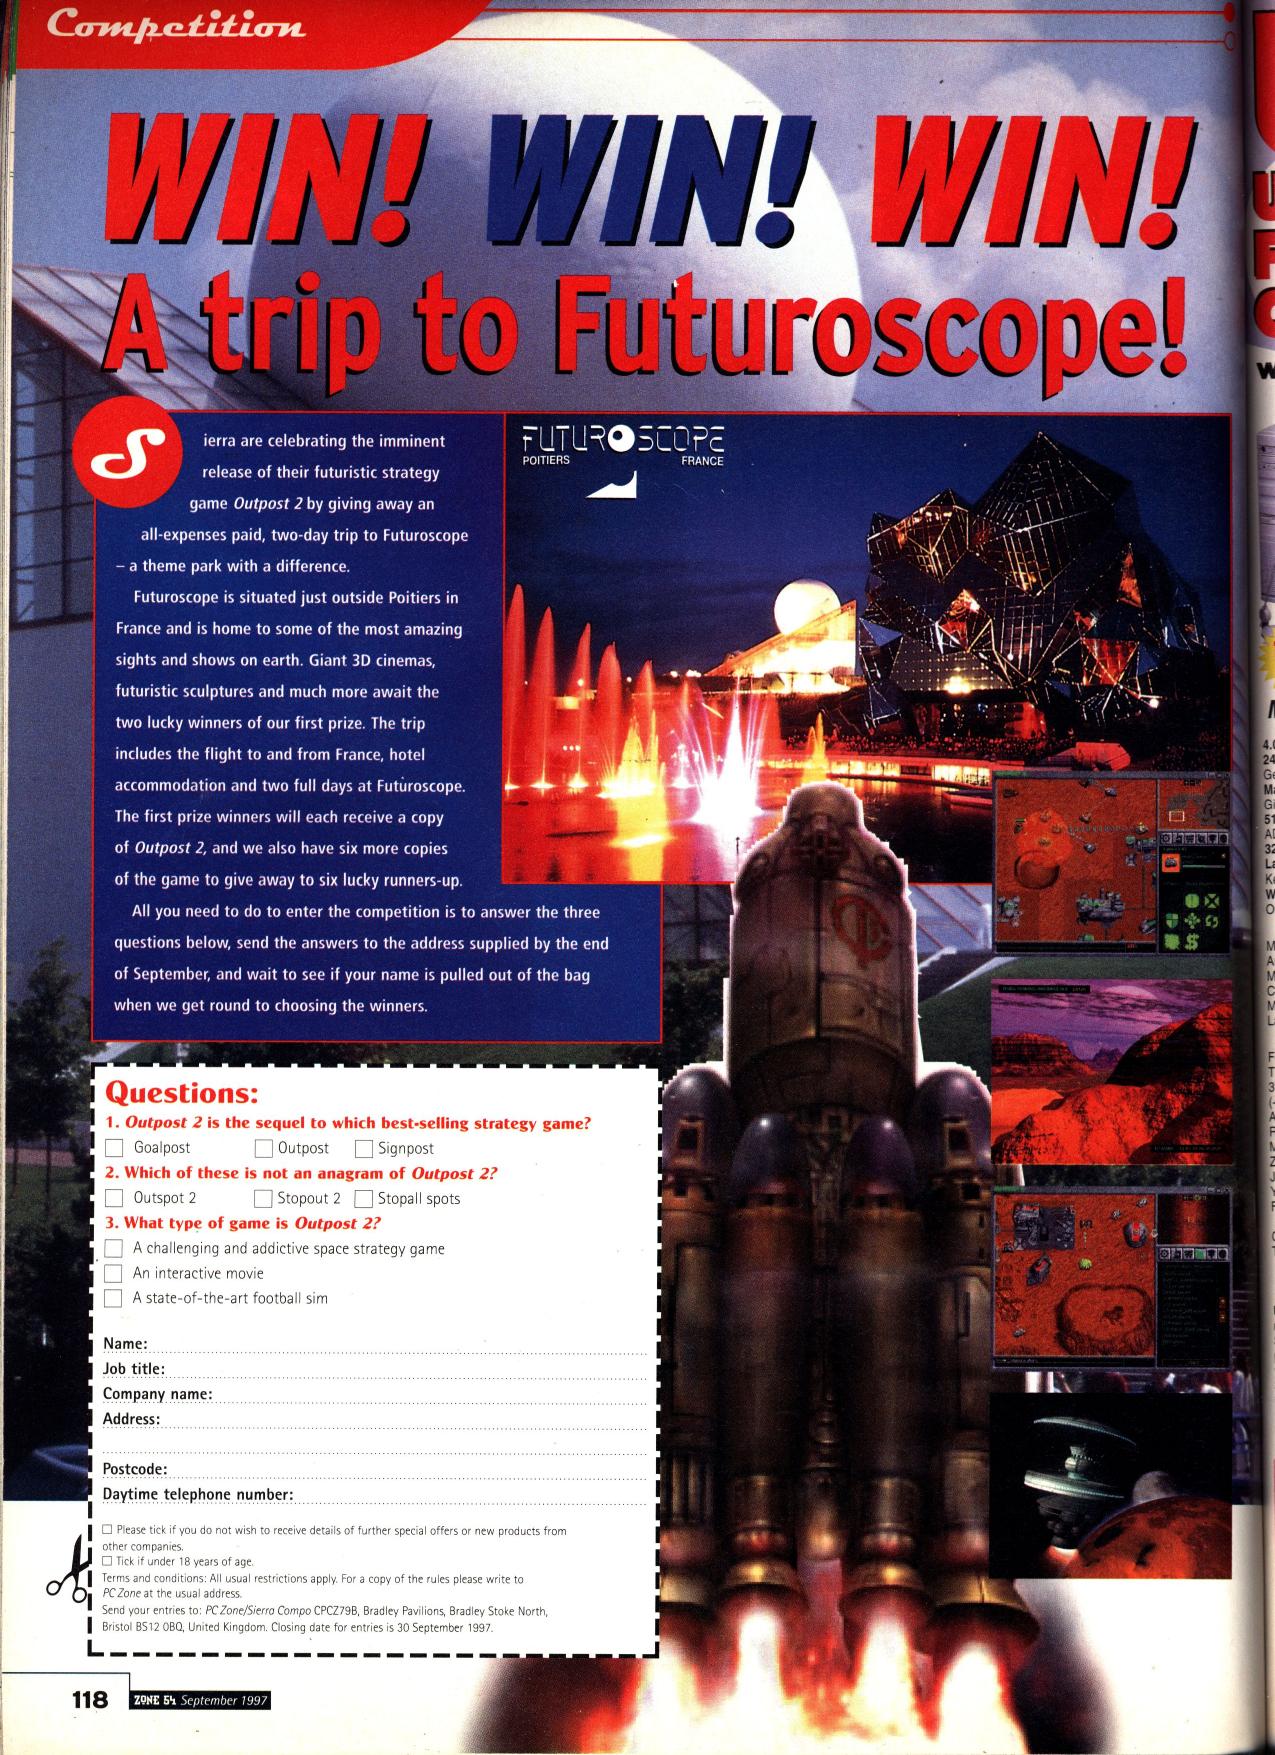 Competition
WIN! WIN! WIN!
A trip to Futuroscope!
Sierra are celebrating the imminent
release of their futuristic strategy
game Outpost 2 by giving away an
all-expenses paid, two-day trip to Futuroscope
– a theme park with a difference.
Futuroscope is situated just outside Poitiers in
France and is home to some of the most amazing
sights and shows on earth. Giant 3D cinemas,
futuristic sculptures and much more await the
two lucky winners of our first prize. The trip
includes the flight to and from France, hotel
accommodation and two full days at Futuroscope.
The first prize winners will each receive a copy
of Outpost 2, and we also have six more copies
of the game to give away to six lucky runners-up.
All you need to do to enter the competition is to answer the three
questions below, send the answers to the address supplied by the end
of September, and wait to see if your name is pulled out of the bag
when we get round to choosing the winners.
FUTUROSCOPE
POITIERS FRANCE
Questions:
1. Outpost 2 is the sequel to which best-selling strategy game?
Goalpost Outpost Signpost
2. Which of these is not an anagram of Outpost 2?
Outspot 2 Stopout 2 Stopall spots
3. What type of game is Outpost 2?
A challenging and addictive space strategy game
An interactive movie
A state-of-the-art football sim
Name:
Job title:
Company name:
Address:
Postcode:
Daytime telephone number:
Please tick if you do not wish to receive details of further special offers or new products from
other companies.
Tick if under 18 years of age.
Terms and conditions: All usual restrictions apply. For a copy of the rules please write to
PC Zone at the usual address.
Send your entries to: PC Zone/Sierra Compo CPCZ79B, Bradley Pavilions, Bradley Stoke North,
Bristol BS12 0BQ, United Kingdom. Closing date for entries is 30 September 1997.
118 ZONE 54 September 1997